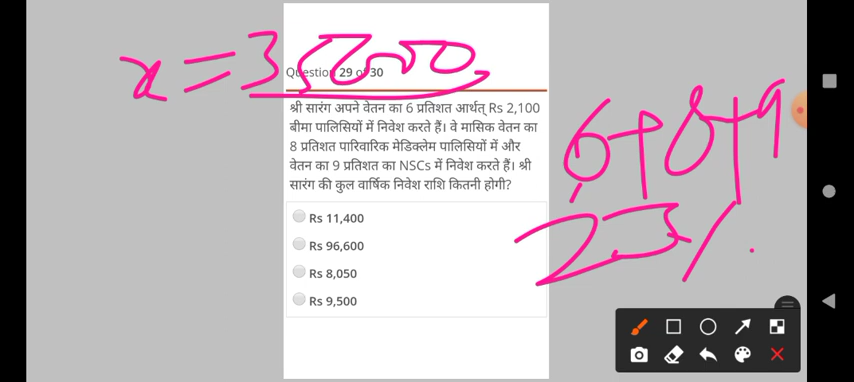 x = 35000
Question 29 of 30
श्री सारंग अपने वेतन का 6 प्रतिशत आर्थत् Rs 2,100
बीमा पालिसियों में निवेश करते हैं। वे मासिक वेतन का
8 प्रतिशत पारिवारिक मेडिक्लेम पालिसियों में और
वेतन का 9 प्रतिशत का NSCs में निवेश करते हैं। श्री
सारंग की कुल वार्षिक निवेश राशि कितनी होगी?
6+8+9
23%
Rs 11,400
Rs 96,600
Rs 8,050
Rs 9,500